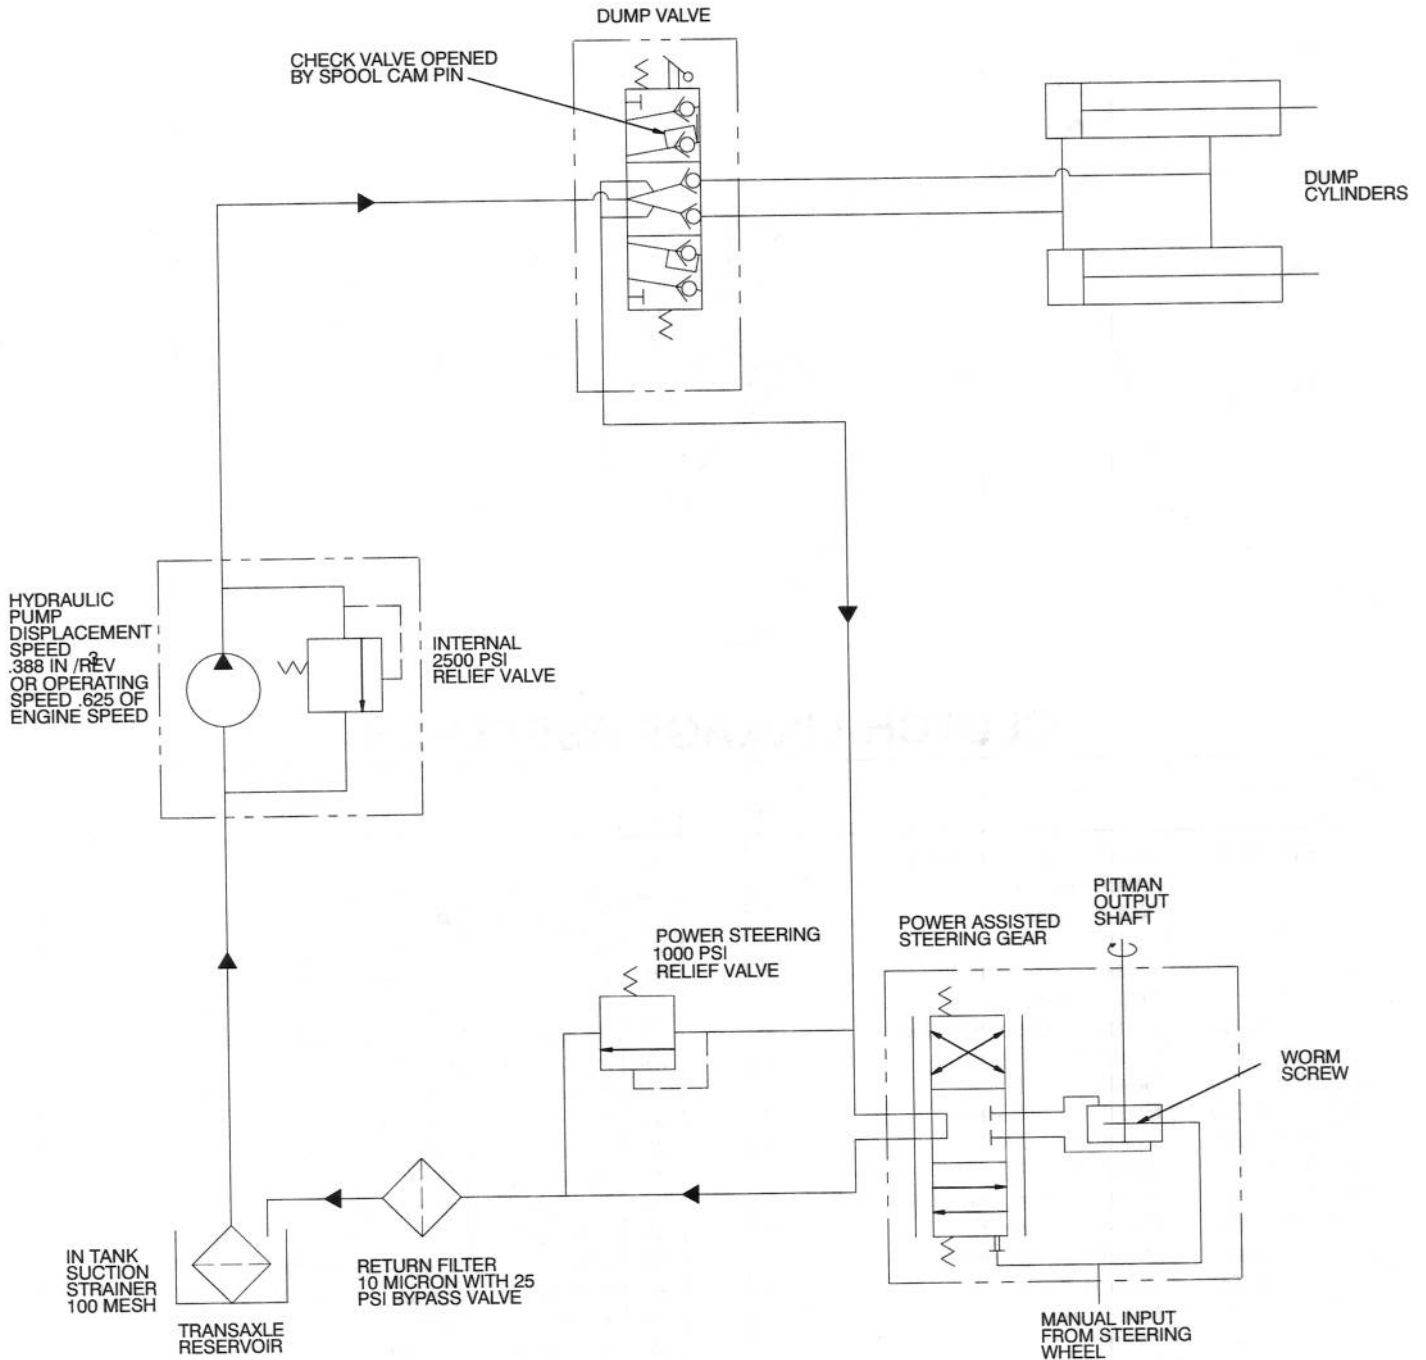 DUMP VALVE
CHECK VALVE OPENED
BY SPOOL CAM PIN
DUMP
CYLINDERS
HYDRAULIC
PUMP
DISPLACEMENT
SPEED
.388 IN³/REV
OR OPERATING
SPEED .625 OF
ENGINE SPEED
INTERNAL
2500 PSI
RELIEF VALVE
POWER STEERING
1000 PSI
RELIEF VALVE
POWER ASSISTED
STEERING GEAR
PITMAN
OUTPUT
SHAFT
WORM
SCREW
IN TANK
SUCTION
STRAINER
100 MESH
TRANSAXLE
RESERVOIR
RETURN FILTER
10 MICRON WITH 25
PSI BYPASS VALVE
MANUAL INPUT
FROM STEERING
WHEEL